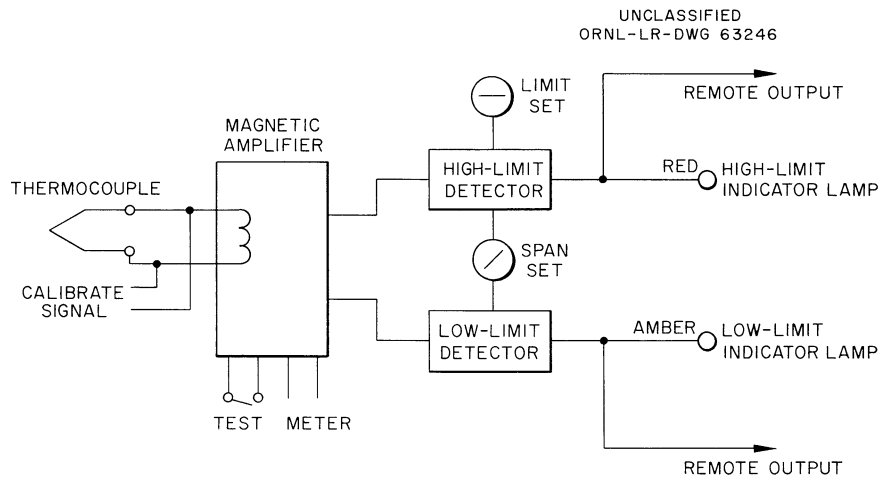 UNCLASSIFIED
ORNL-LR-DWG 63246
REMOTE OUTPUT
LIMIT
SET
MAGNETIC
AMPLIFIER
HIGH-LIMIT
DETECTOR
RED
HIGH-LIMIT
INDICATOR LAMP
THERMOCOUPLE
SPAN
SET
CALIBRATE
SIGNAL
LOW-LIMIT
DETECTOR
AMBER
LOW-LIMIT
INDICATOR LAMP
TEST
METER
REMOTE OUTPUT